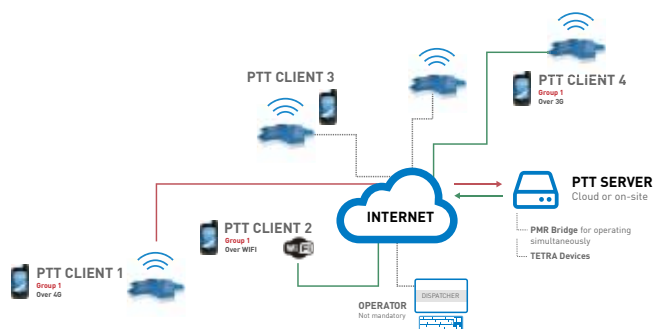 PTT CLIENT 3
PTT CLIENT 4
Group 1
Over 3G
PTT SERVER
Cloud or on-site
INTERNET
PTT CLIENT 2
Group 1
Over WIFI
WiFi
PMR Bridge for operating
simultaneously
TETRA Devices
PTT CLIENT 1
Group 1
Over 4G
DISPATCHER
OPERATOR
Not mandatory